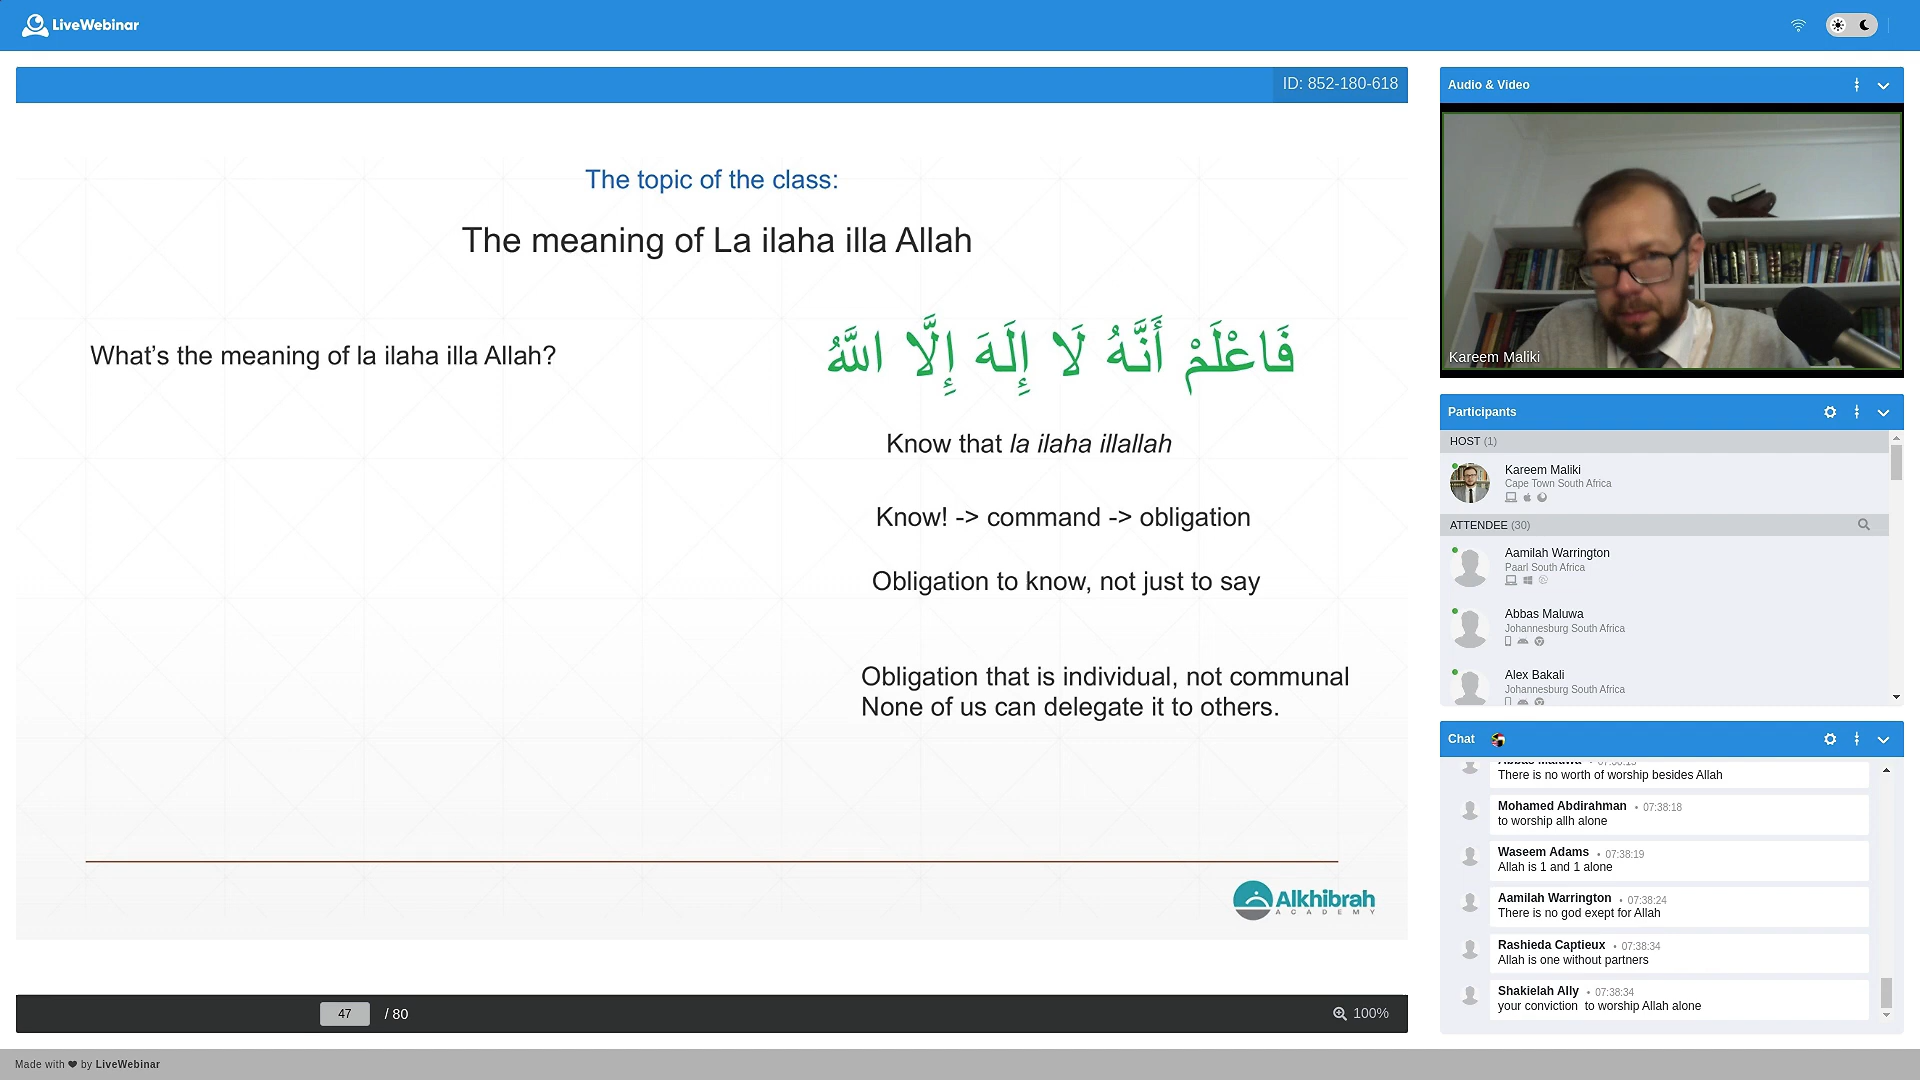 LiveWebinar
ID: 852-180-618
The topic of the class:
The meaning of La ilaha illa Allah
What's the meaning of la ilaha illa Allah?
فَاعْلَمْ أَنَّهُ لَا إِلَهَ إِلَّا اللَّهُ
Know that la ilaha illallah
Know! -> command -> obligation
Obligation to know, not just to say
Obligation that is individual, not communal
None of us can delegate it to others.
Alkhibrah
ACADEMY
47 / 80
100%
Audio & Video
Kareem Maliki
Participants
HOST (1)
Kareem Maliki
Cape Town South Africa
ATTENDEE (30)
Aamilah Warrington
Paarl South Africa
Abbas Maluwa
Johannesburg South Africa
Alex Bakali
Johannesburg South Africa
Chat
Abbas Maluwa
There is no worth of worship besides Allah
Mohamed Abdirahman • 07:38:18
to worship allh alone
Waseem Adams • 07:38:19
Allah is 1 and 1 alone
Aamilah Warrington • 07:38:24
There is no god exept for Allah
Rashieda Captieux • 07:38:34
Allah is one without partners
Shakielah Ally • 07:38:34
your conviction to worship Allah alone
Made with ❤ by LiveWebinar